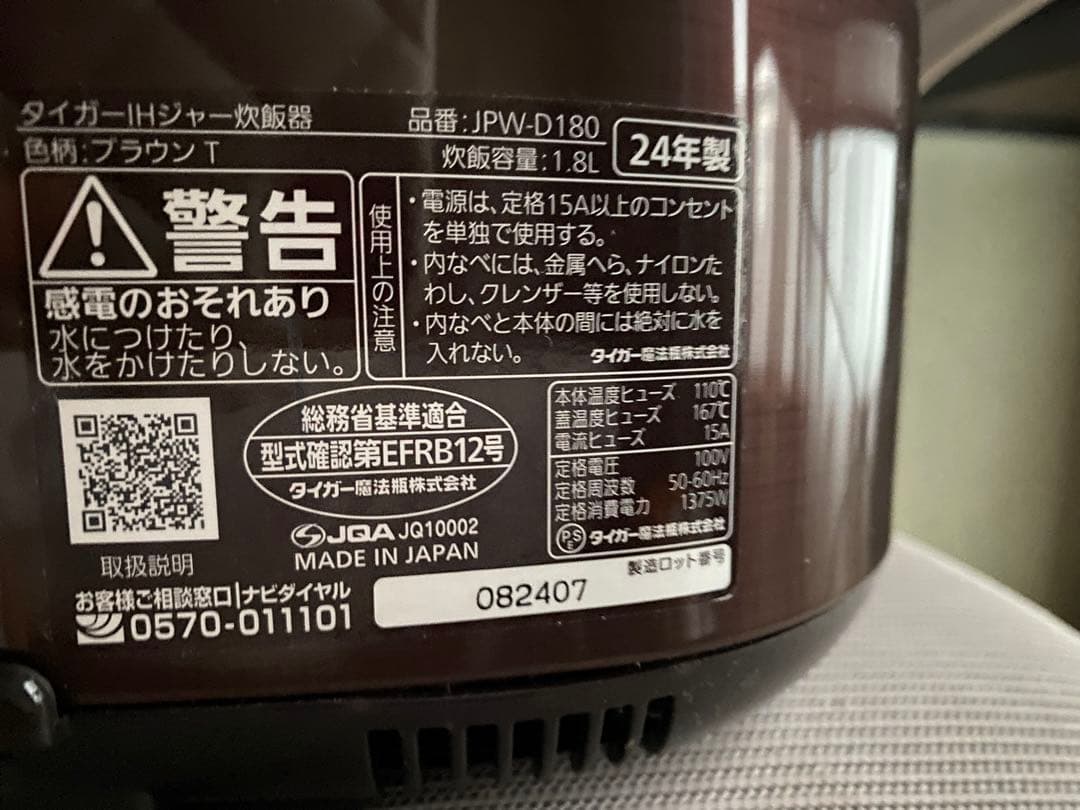 タイガーIHジャー炊飯器
品番:JPW-D180
色柄:ブラウンT
炊飯容量:1.8L
24年製
警告
感電のおそれあり
水につけたり、
水をかけたりしない。
使用上の注意
・電源は、定格15A以上のコンセント
を単独で使用する。
・内なべには、金属へら、ナイロンた
わし、クレンザー等を使用しない。
・内なべと本体の間には絶対に水を
入れない。
タイガー魔法瓶株式会社
取扱説明
総務省基準適合
型式確認第EFRB12号
タイガー魔法瓶株式会社
JQA JQ10002
MADE IN JAPAN
本体温度ヒューズ 110℃
蓋温度ヒューズ 167℃
電流ヒューズ 15A
定格電圧 100V
定格周波数 50-60Hz
定格消費電力 1375W
PSE タイガー魔法瓶株式会社
お客様ご相談窓口|ナビダイヤル
0570-011101
製造ロット番号
082407